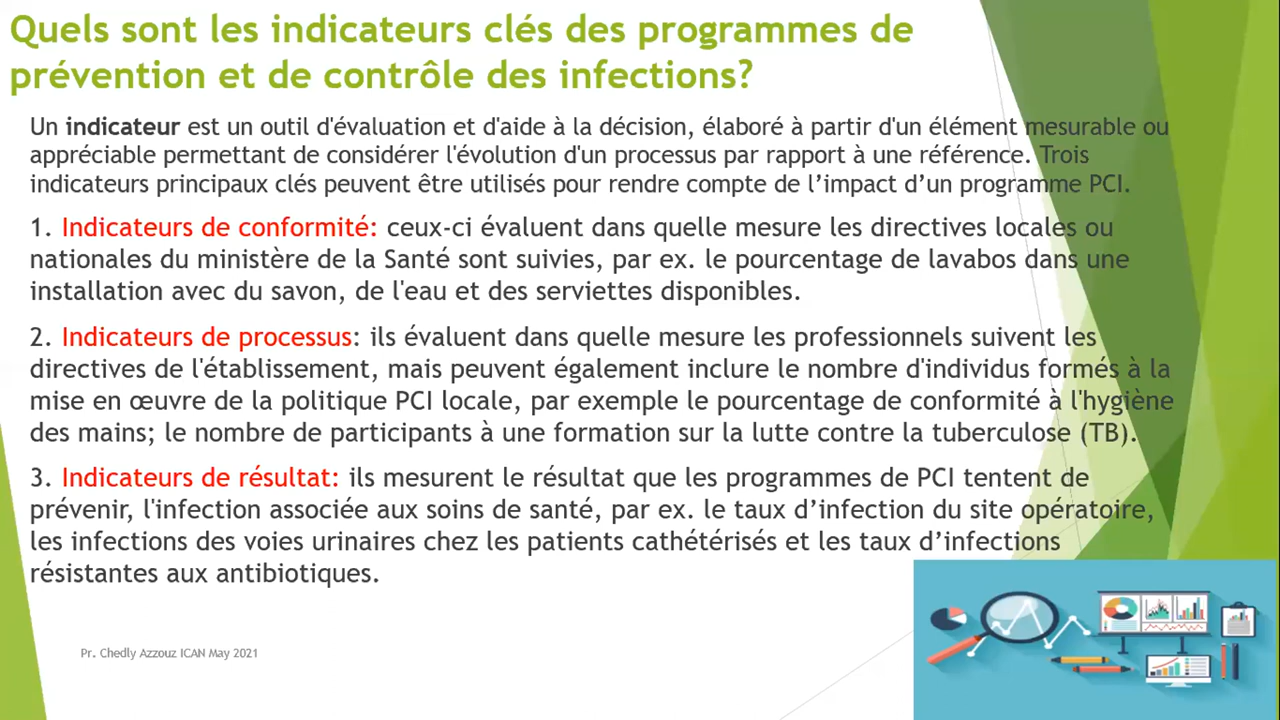 Quels sont les indicateurs clés des programmes de
prévention et de contrôle des infections?
Un indicateur est un outil d'évaluation et d'aide à la décision, élaboré à partir d'un élément mesurable ou
appréciable permettant de considérer l'évolution d'un processus par rapport à une référence. Trois
indicateurs principaux clés peuvent être utilisés pour rendre compte de l’impact d’un programme PCI.
1. Indicateurs de conformité: ceux-ci évaluent dans quelle mesure les directives locales ou
nationales du ministère de la Santé sont suivies, par ex. le pourcentage de lavabos dans une
installation avec du savon, de l'eau et des serviettes disponibles.
2. Indicateurs de processus: ils évaluent dans quelle mesure les professionnels suivent les
directives de l'établissement, mais peuvent également inclure le nombre d'individus formés à la
mise en œuvre de la politique PCI locale, par exemple le pourcentage de conformité à l'hygiène
des mains; le nombre de participants à une formation sur la lutte contre la tuberculose (TB).
3. Indicateurs de résultat: ils mesurent le résultat que les programmes de PCI tentent de
prévenir, l'infection associée aux soins de santé, par ex. le taux d’infection du site opératoire,
les infections des voies urinaires chez les patients cathétérisés et les taux d’infections
résistantes aux antibiotiques.
Pr. Chedly Azzouz ICAN May 2021